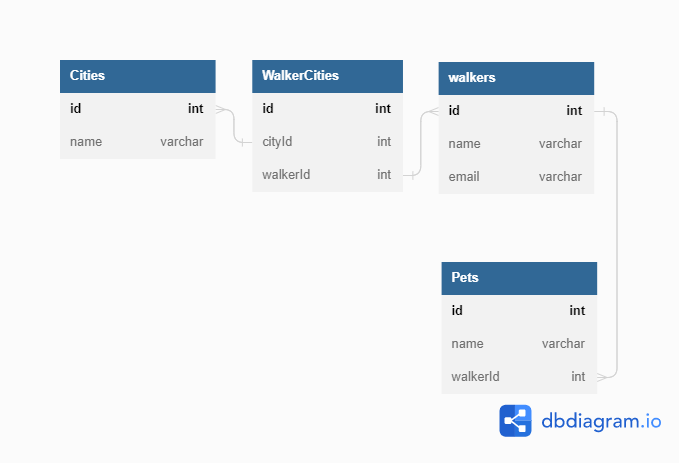 Cities
id int
name varchar
WalkerCities
id int
cityId int
walkerId int
walkers
id int
name varchar
email varchar
Pets
id int
name varchar
walkerId int
dbdiagram.io